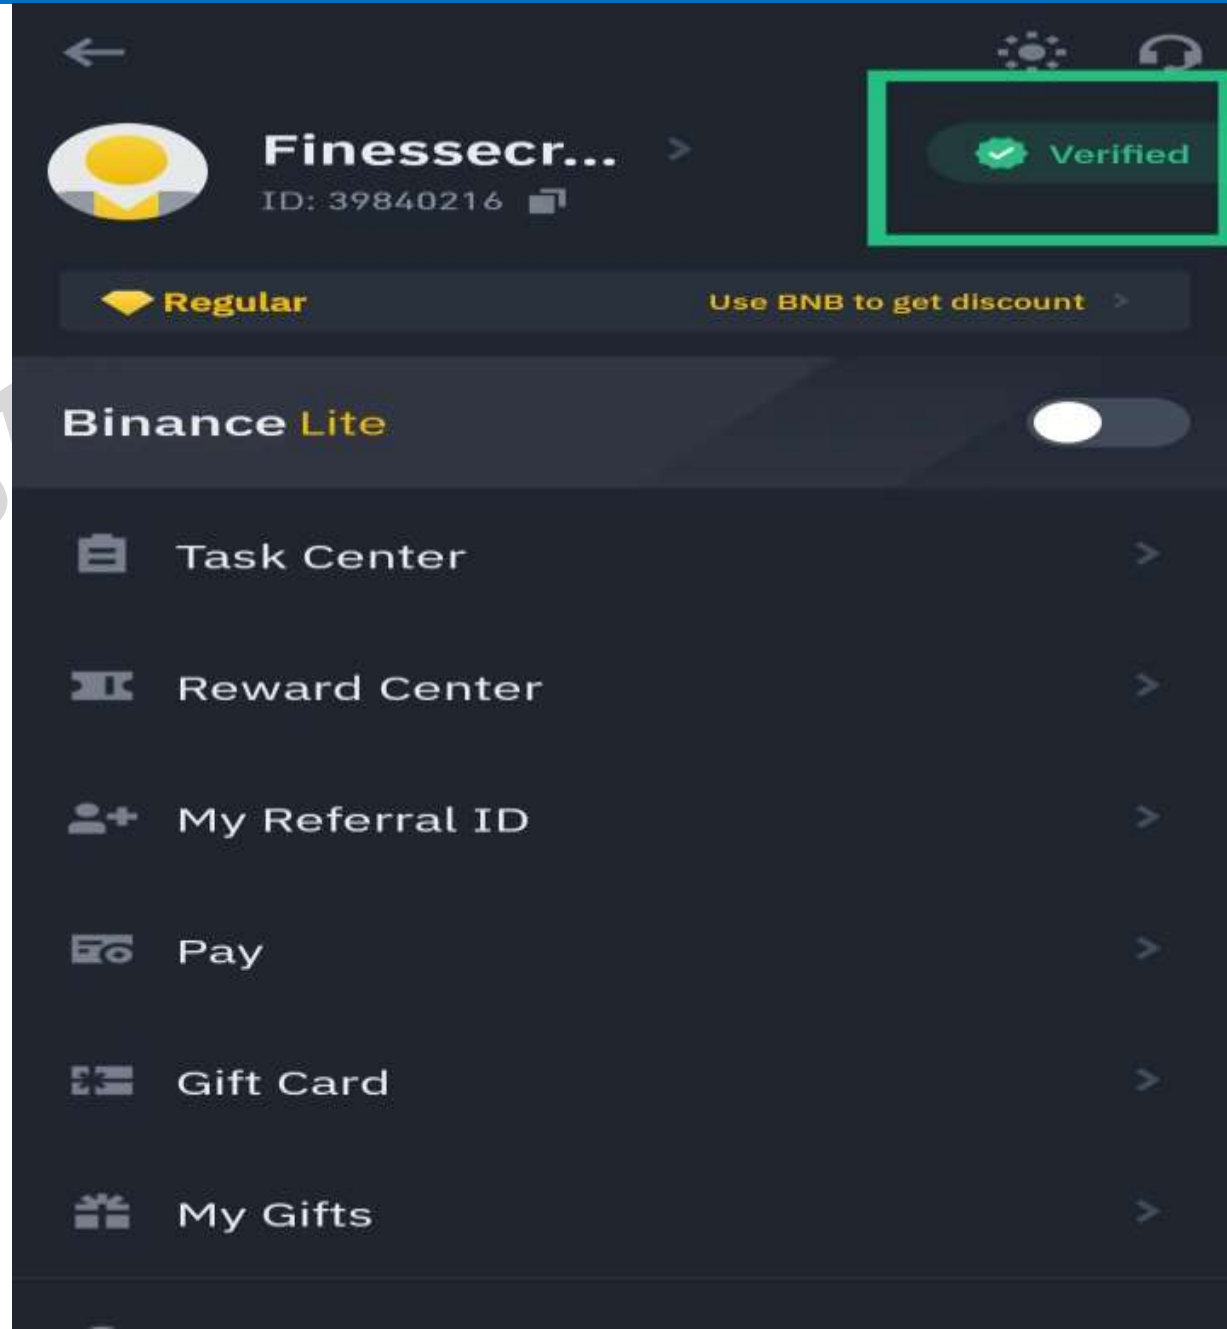 Finessecr...
Verified
ID: 39840216
Regular
Use BNB to get discount
Binance Lite
Task Center
Reward Center
My Referral ID
Pay
Gift Card
My Gifts